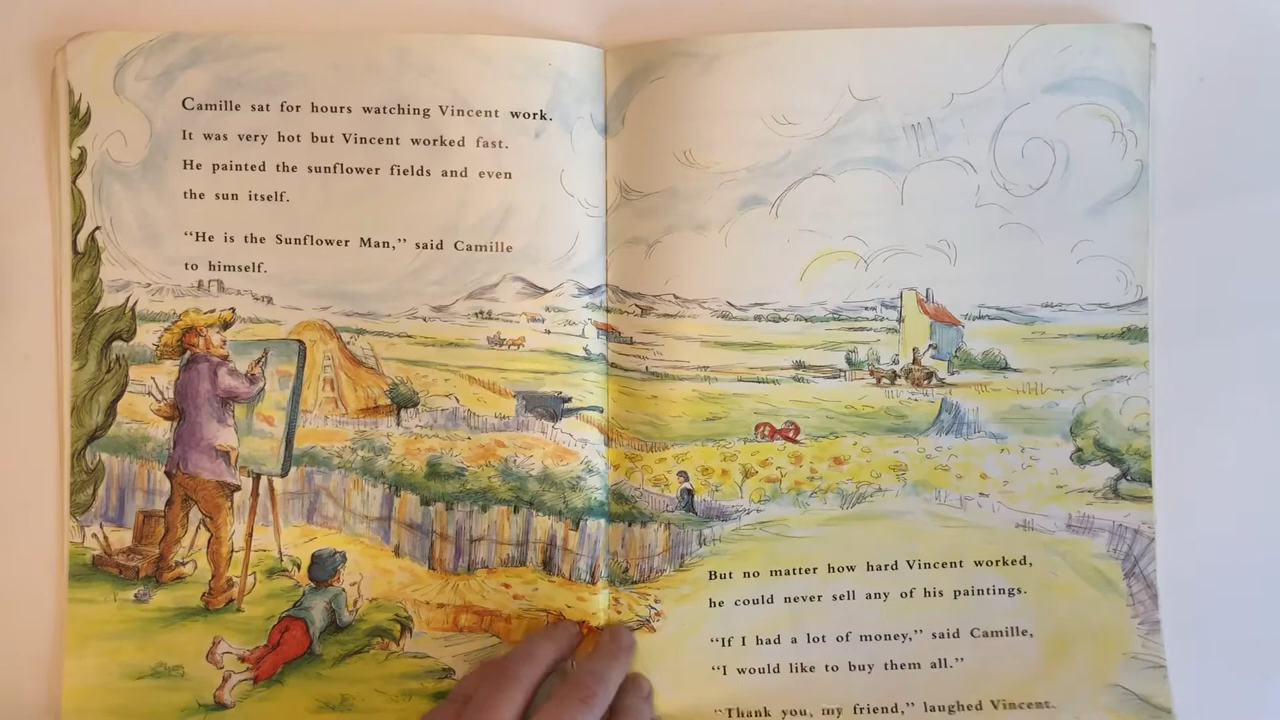 Camille sat for hours watching Vincent work.
It was very hot but Vincent worked fast.
He painted the sunflower fields and even
the sun itself.
“He is the Sunflower Man,” said Camille
to himself.
But no matter how hard Vincent worked,
he could never sell any of his paintings.
“If I had a lot of money,” said Camille,
“I would like to buy them all.”
“Thank you, my friend,” laughed Vincent.